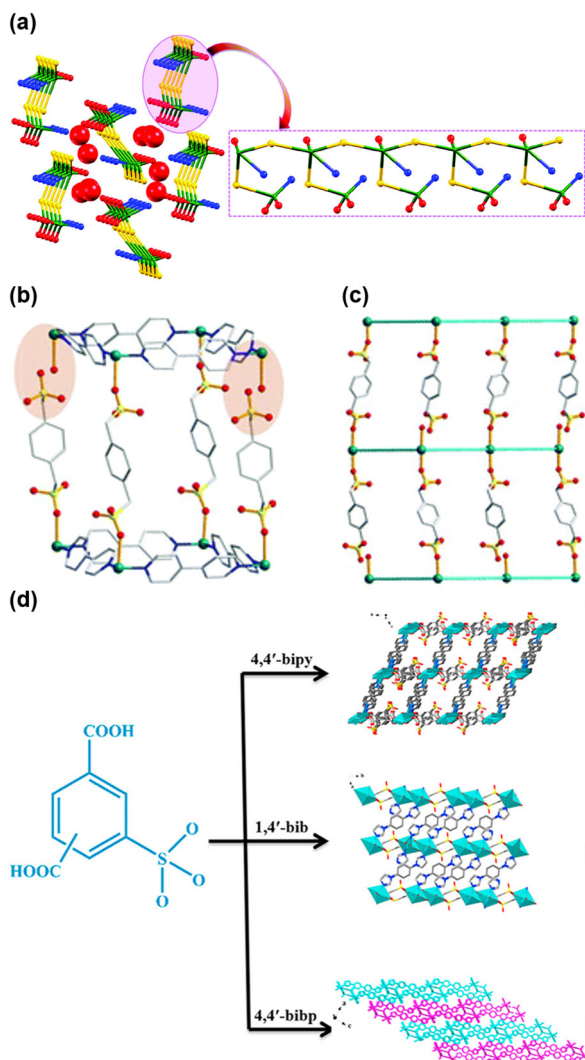 (a)
(b)
(c)
(d)
4,4′-bipy
COOH
1,4′-bib
O
HOOC
S
O
O
4,4′-bibp